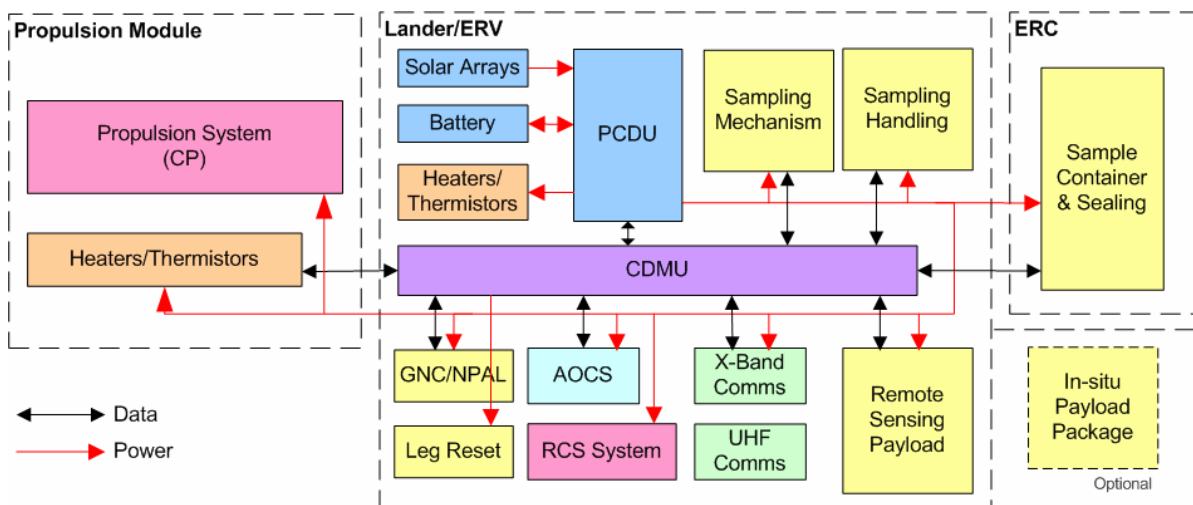 Propulsion Module
Lander/ERV
ERC
Solar Arrays
Battery
Heaters/
Thermistors
PCDU
Sampling
Mechanism
Sampling
Handling
Sample
Container
& Sealing
Propulsion System
(CP)
Heaters/Thermistors
CDMU
GNC/NPAL
AOCS
X-Band
Comms
Remote
Sensing
Payload
Leg Reset
RCS System
UHF
Comms
In-situ
Payload
Package
Optional
Data
Power